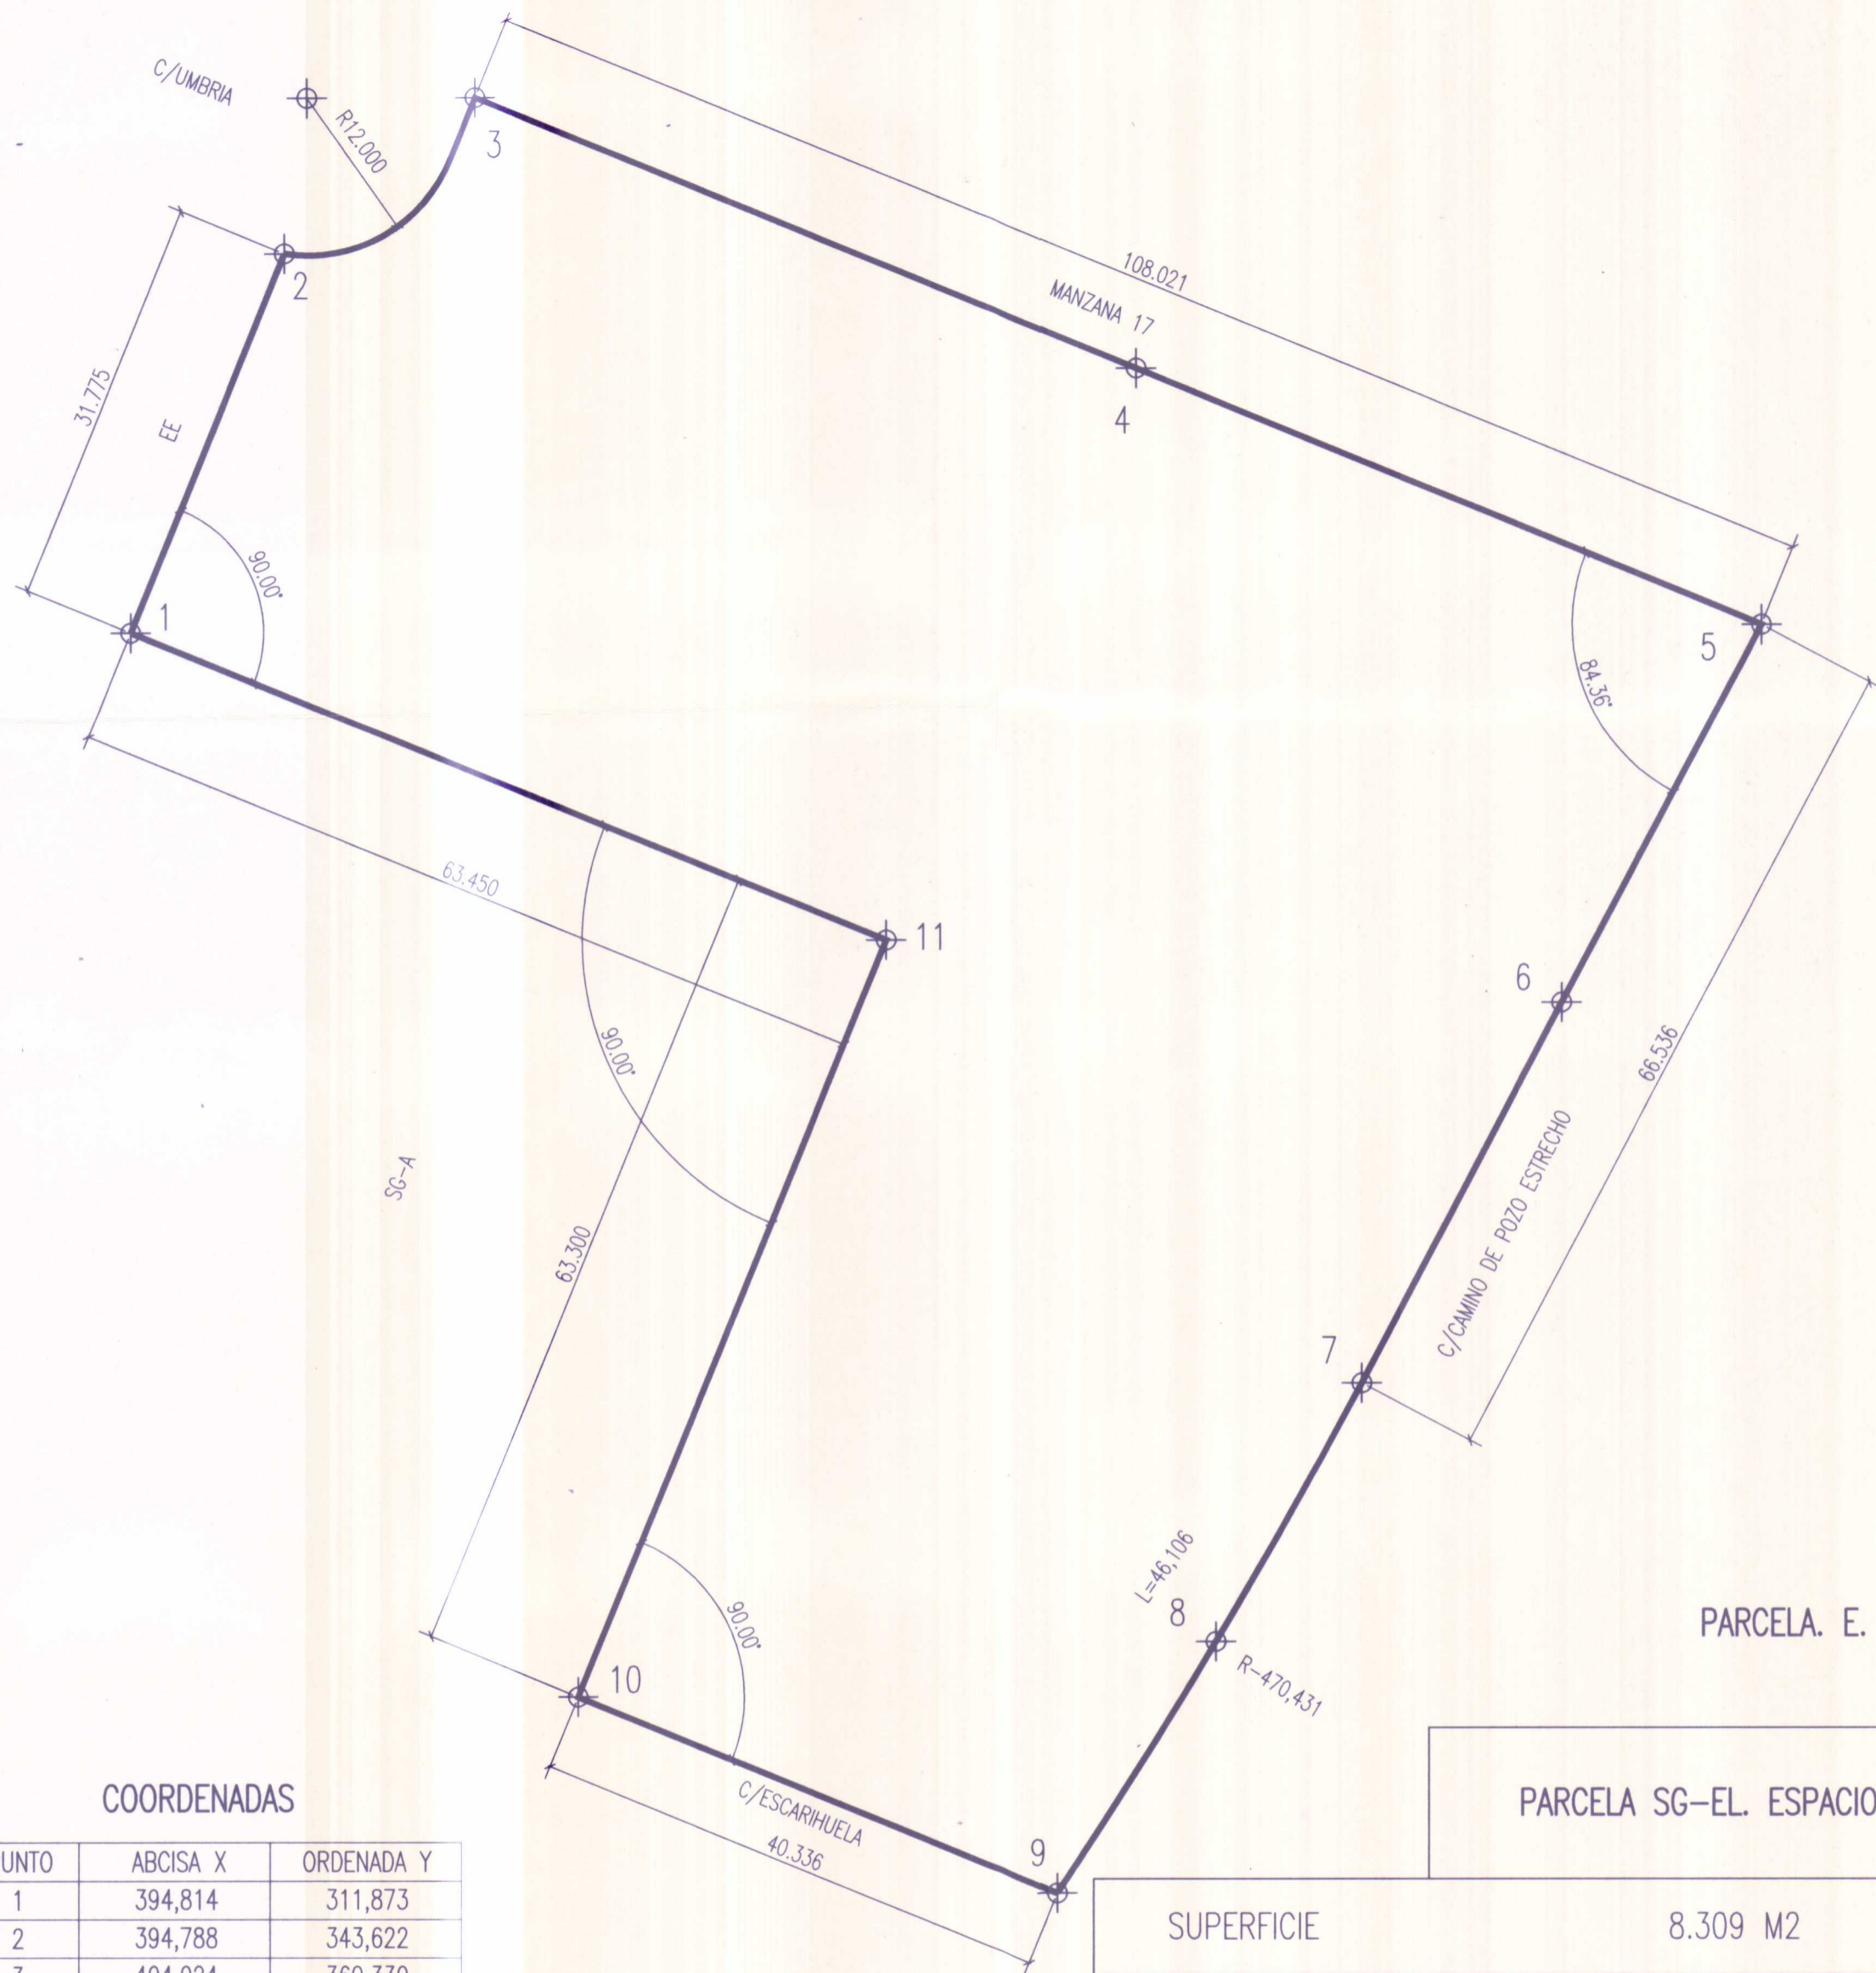 C/UMBRIA
R12.000
3
2
108.021
MANZANA 17
31.775
EE
4
90.00°
1
5
84.36°
63.450
11
6
90.00°
66.536
SG-A
C/CAMINO DE POZO ESTRECHO
63.300
7
L=46,106
8
90.00°
R-470,431
10
PARCELA. E.
C/ESCARIHUELA
40.336
9
PARCELA SG-EL. ESPACIO
SUPERFICIE 8.309 M2
COORDENADAS
UNTO ABCISA X ORDENADA Y
1 394,814 311,873
2 394,788 343,622